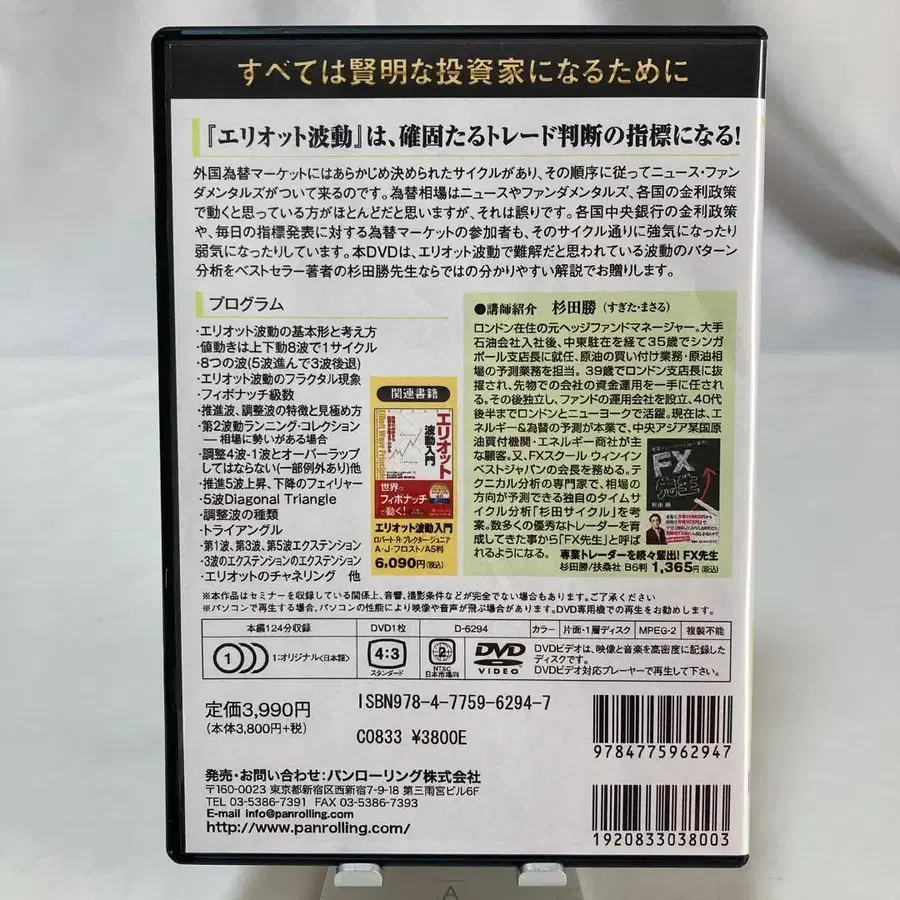 すべては賢明な投資家になるために
『エリオット波動』は、確固たるトレード判断の指標になる!
外国為替マーケットにはあらかじめ決められたサイクルがあり、その順序に従ってニュース・ファン
ダメンタルズがついて来るのです。為替相場はニュースやファンダメンタルズ、各国の金利政策
で動くと思っている方がほとんどだと思いますが、それは誤りです。各国中央銀行の金利政策
や、毎日の指標発表に対する為替マーケットの参加者も、そのサイクル通りに強気になったり
弱気になったりしています。本DVDは、エリオット波動で難解だと思われている波動のパターン
分析をベストセラー著者の杉田勝先生ならではの分かりやすい解説でお贈りします。
プログラム
・エリオット波動の基本形と考え方
・値動きは上下動8波で1サイクル
・8つの波(5波進んで3波後退)
・エリオット波動のフラクタル現象
・フィボナッチ級数
・推進波、調整波の特徴と見極め方
・第2波動ランニング・コレクション
― 相場に勢いがある場合
・調整4波-1波とオーバーラップ
してはならない(一部例外あり)他
・推進5波上昇、下降のフェィリャー
・5波Diagonal Triangle
・調整波の種類
・トライアングル
・第1波、第3波、第5波エクステンション
・3波のエクステンションのエクステンション
・エリオットのチャネリング 他
関連書籍
エリオット
波動入門
Elliott Wave Principle
世界は
フィボナッチ
で動く!
エリオット波動入門
ロバート・R・プレクター・ジュニア
A・J・フロスト/A5判
6,090円(税込)
●講師紹介 杉田勝(すぎた・まさる)
ロンドン在住の元ヘッジファンドマネージャー。大手
石油会社入社後、中東駐在を経て35歳でシンガ
ポール支店長に就任、原油の買い付け業務・原油相
場の予測業務を担当。39歳でロンドン支店長に抜
擢され、先物での会社の資金運用を一手に任され
る。その後独立し、ファンドの運用会社を設立、40代
後半までロンドンとニューヨークで活躍。現在は、エ
ネルギー&為替の予測が本業で、中央アジア某国原
油買付機関・エネルギー商社が主
な顧客。又、FXスクール ウィンイン
ベストジャパンの会長を務める。テ
クニカル分析の専門家で、相場の
方向が予測できる独自のタイムサ
イクル分析「杉田サイクル」を考
案。数多くの優秀なトレーダーを育
成してきた事から「FX先生」と呼ば
れるようになる。
FX
先生
杉田 勝
専業トレーダーを続々輩出! FX先生
杉田勝/扶桑社 B6判 1,365円(税込)
※本作品はセミナーを収録している関係上、音響、撮影条件などが完全でない場合もあります。ご了承ください
※パソコンで再生する場合、パソコンの性能により映像や音声が飛ぶ場合があります。DVD専用機での再生をお勧めします。
本編124分収録 DVD1枚 D-6294 カラー 片面・1層ディスク MPEG-2 複製不能
1 1:オリジナル〈日本語〉
4:3
スタンダード
2
NTSC
日本市場向
DVD
VIDEO
DVDビデオは、映像と音楽を高密度に記録した
ディスクです。
DVDビデオ対応プレーヤーで再生して下さい。
定価3,990円
(本体3,800円+税)
ISBN978-4-7759-6294-7
C0833 ¥3800E
9784775962947
1920833038003
発売・お問い合わせ:パンローリング株式会社
〒160-0023 東京都新宿区西新宿7-9-18 第三雨宮ビル6F
TEL 03-5386-7391 FAX 03-5386-7393
E-mail info@panrolling.com
http://www.panrolling.com/
A